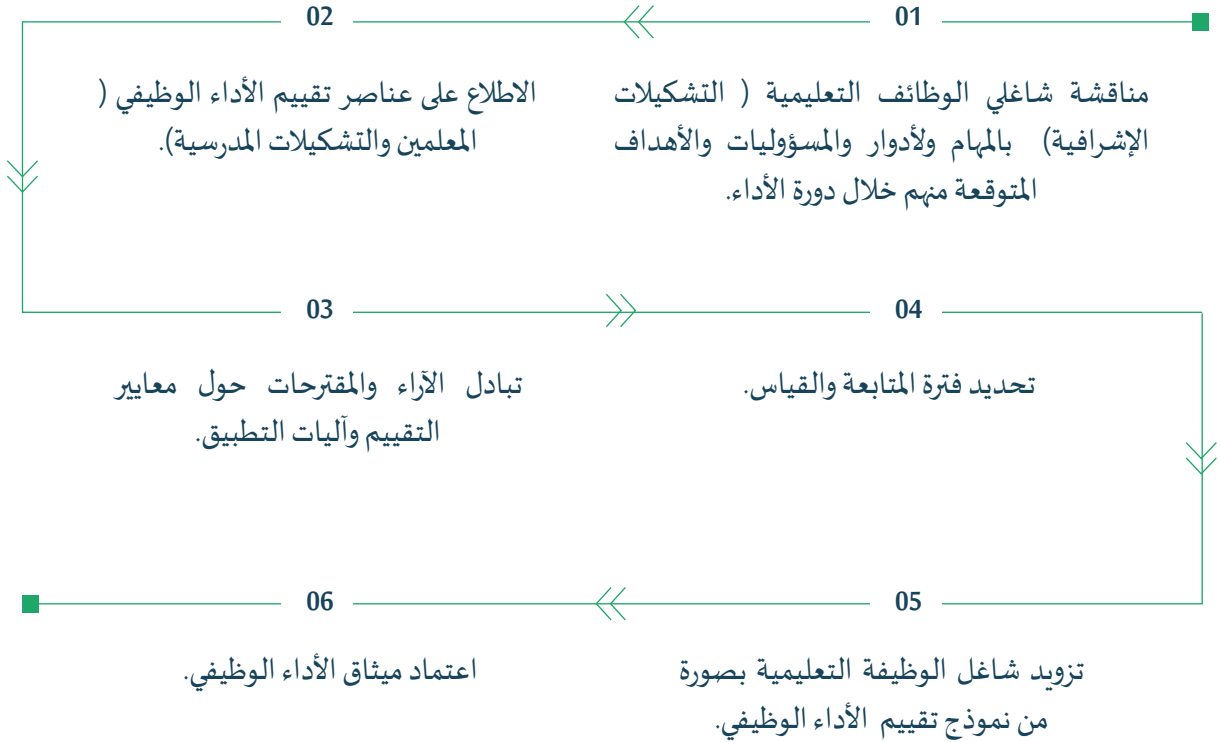 01
مناقشة شاغلي الوظائف التعليمية ( التشكيلات
الإشرافية) بالمهام ولأدوار والمسؤوليات والأهداف
المتوقعة منهم خلال دورة الأداء.
02
الاطلاع على عناصر تقييم الأداء الوظيفي (
المعلمين والتشكيلات المدرسية).
03
تبادل الآراء والمقترحات حول معايير
التقييم وآليات التطبيق.
04
تحديد فترة المتابعة والقياس.
05
تزويد شاغل الوظيفة التعليمية بصورة
من نموذج تقييم الأداء الوظيفي.
06
اعتماد ميثاق الأداء الوظيفي.